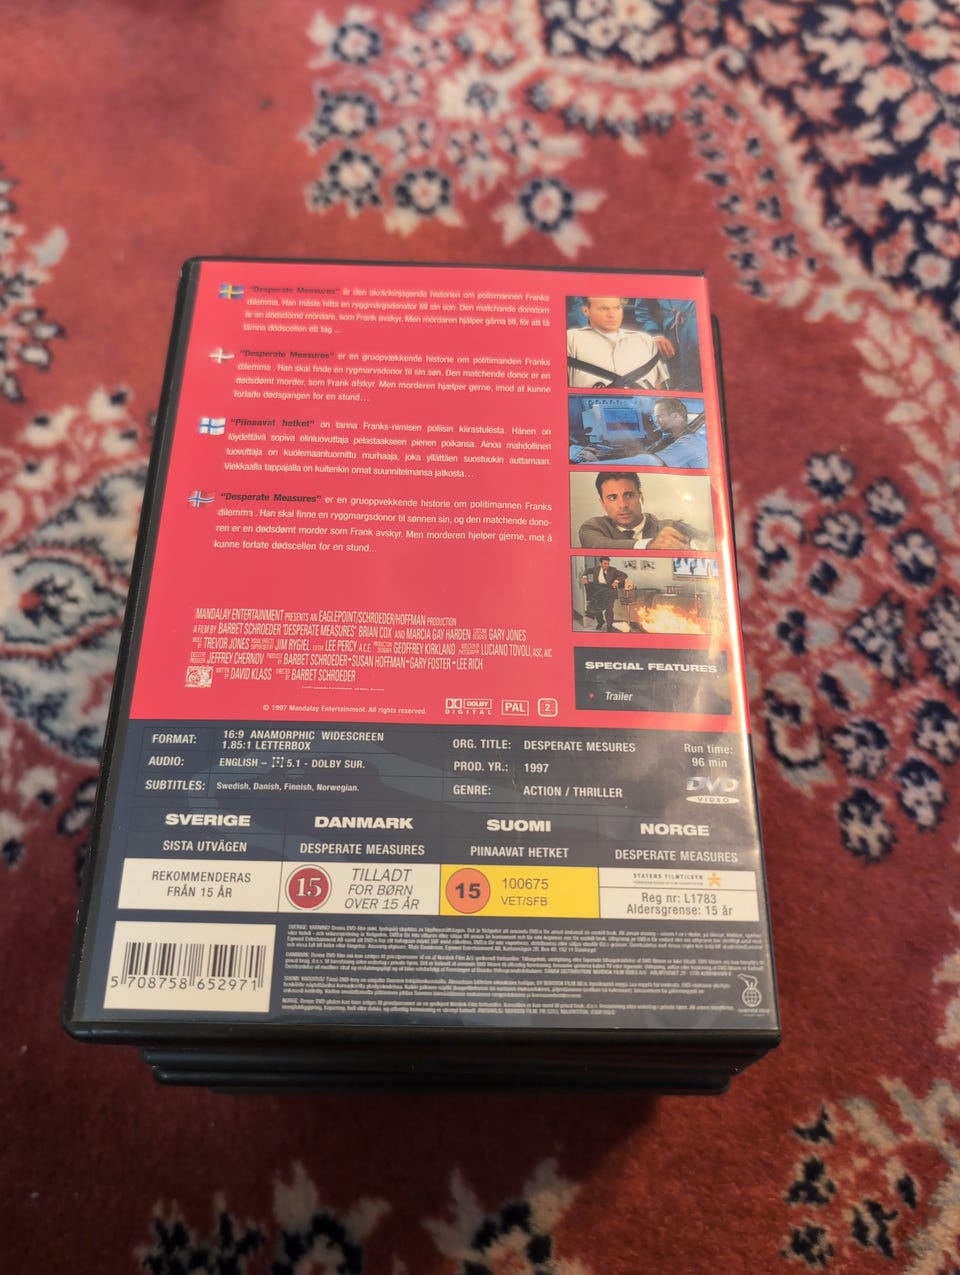 "Desperate Measures" är den skräckinjagande historien om polismannen Franks
dilemma. Han måste hitta en ryggmärgsdonator till sin son. Den matchande donatorn
är en dödsdömd mördare, som Frank avskyr. Men mördaren hjälper gärna till, för att få
lämna dödscellen ett tag ...
"Desperate Measures" er en gruopvækkende historie om politimanden Franks
dilemma . Han skal finde en rygmarvsdonor til sin søn. Den matchende donor er en
dødsdømt morder, som Frank afskyr. Men morderen hjælper gerne, imod at kunne
forlade dødsgangen for en stund...
"Piinaavat hetket" on tarina Franks-nimisen poliisin kiirastulesta. Hänen on
löydettävä sopiva elinluovuttaja pelastaakseen pienen poikansa. Ainoa mahdollinen
luovuttaja on kuolemaantuomittu murhaaja, joka yllättäen suostuukin auttamaan.
Viekkaalla tappajalla on kuitenkin omat suunnitelmansa jatkosta...
"Desperate Measures" er en gruoppvekkende historie om politimannen Franks
dilemma . Han skal finne en ryggmargsdonor til sønnen sin, og den matchende dono-
ren er en dødsdømt morder som Frank avskyr. Men morderen hjelper gjerne, mot å
kunne forlate dødscellen for en stund...
MANDALAY ENTERTAINMENT PRESENTS AN EAGLEPOINT/SCHROEDER/HOFFMAN PRODUCTION
A FILM BY BARBET SCHROEDER "DESPERATE MEASURES" BRIAN COX AND MARCIA GAY HARDEN GARY JONES
MUSIC BY TREVOR JONES JIM RYGIEL EDITOR LEE PERCY, A.C.E. PRODUCTION DESIGNER GEOFFREY KIRKLAND LUCIANO TOVOLI, ASC, AIC
EXECUTIVE PRODUCER JEFFREY CHERNOV PRODUCED BY BARBET SCHROEDER - SUSAN HOFFMAN - GARY FOSTER - LEE RICH
WRITTEN BY DAVID KLASS DIRECTED BY BARBET SCHROEDER
© 1997 Mandalay Entertainment. All rights reserved.
DOLBY
DIGITAL
PAL
2
SPECIAL FEATURES
• Trailer
FORMAT: 16:9 ANAMORPHIC WIDESCREEN
1.85:1 LETTERBOX
AUDIO: ENGLISH – 5.1 - DOLBY SUR.
SUBTITLES: Swedish, Danish, Finnish, Norwegian.
ORG. TITLE: DESPERATE MESURES
PROD. YR.: 1997
GENRE: ACTION / THRILLER
Run time:
96 min
DVD
VIDEO
SVERIGE
SISTA UTVÄGEN
REKOMMENDERAS
FRÅN 15 ÅR
DANMARK
DESPERATE MEASURES
15
TILLADT
FOR BØRN
OVER 15 ÅR
SUOMI
PIINAAVAT HETKET
15
100675
VET/SFB
NORGE
DESPERATE MEASURES
STATENS FILMTILSYN
Reg nr: L1783
Aldersgrense: 15 år
5 708758 652971